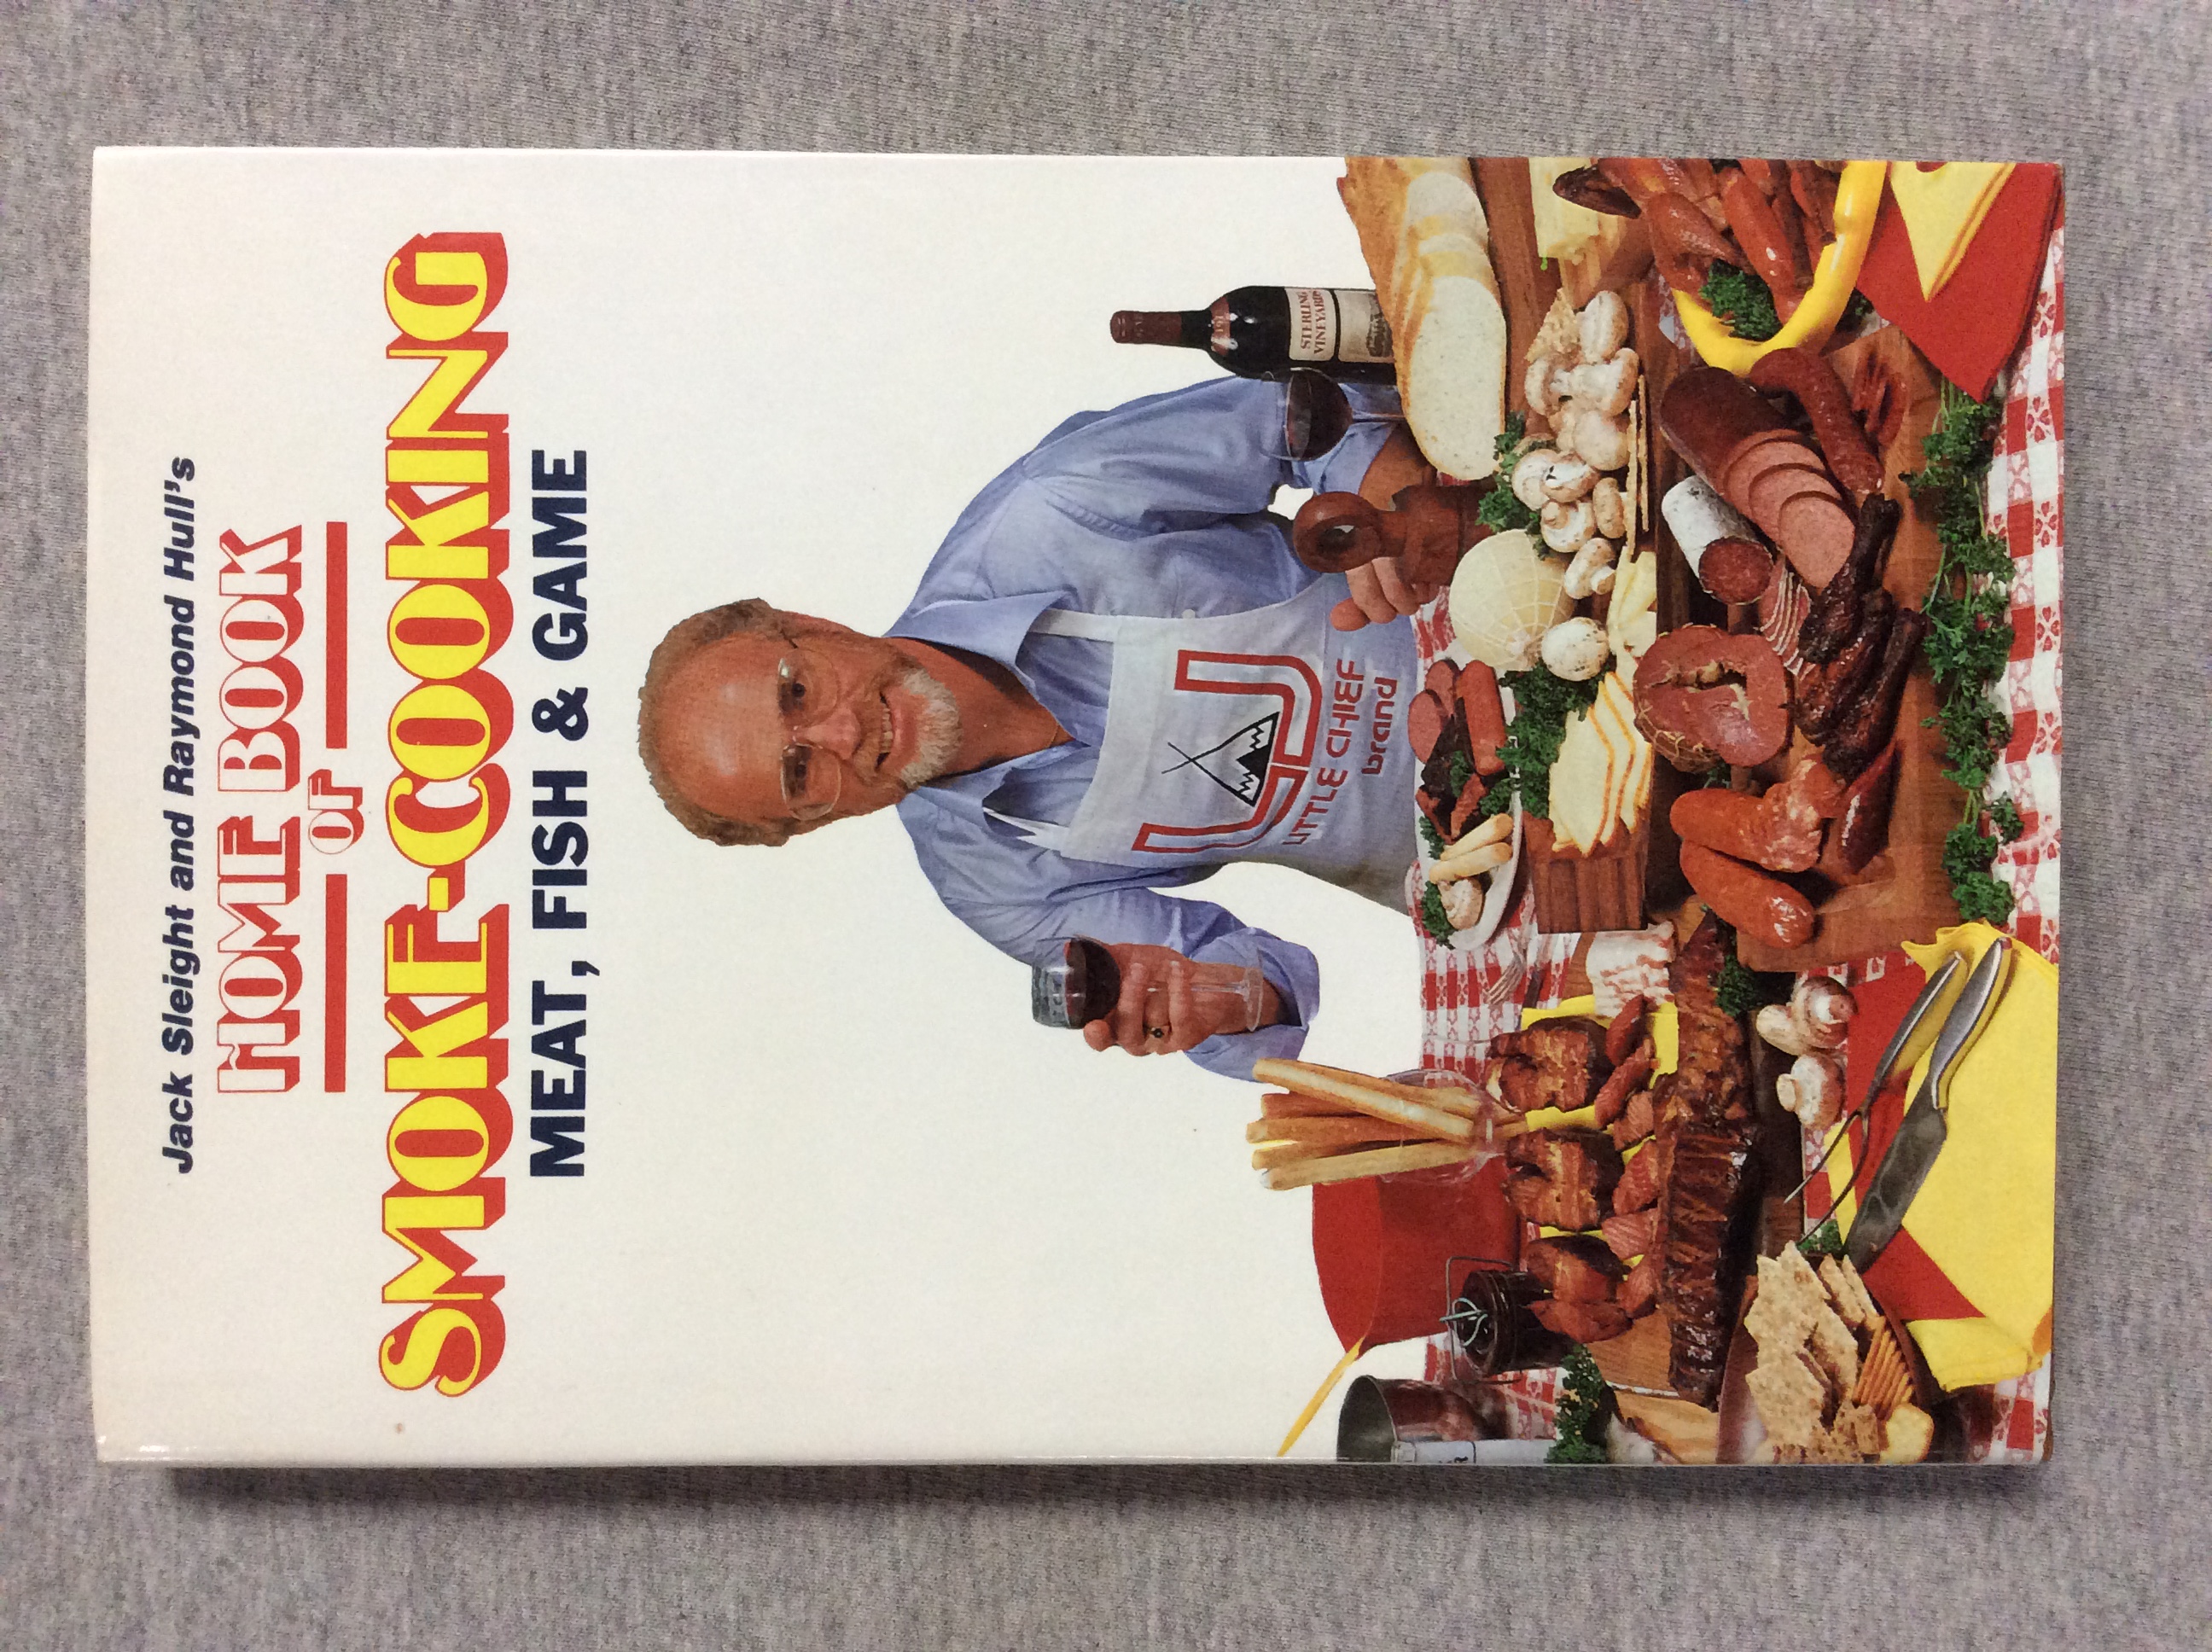 Jack Sleight and Raymond Hull's
HOME BOOK
OF
SMOKE-COOKING
MEAT, FISH & GAME
STERLING
VINEYARDS
LITTLE CHIEF
brand